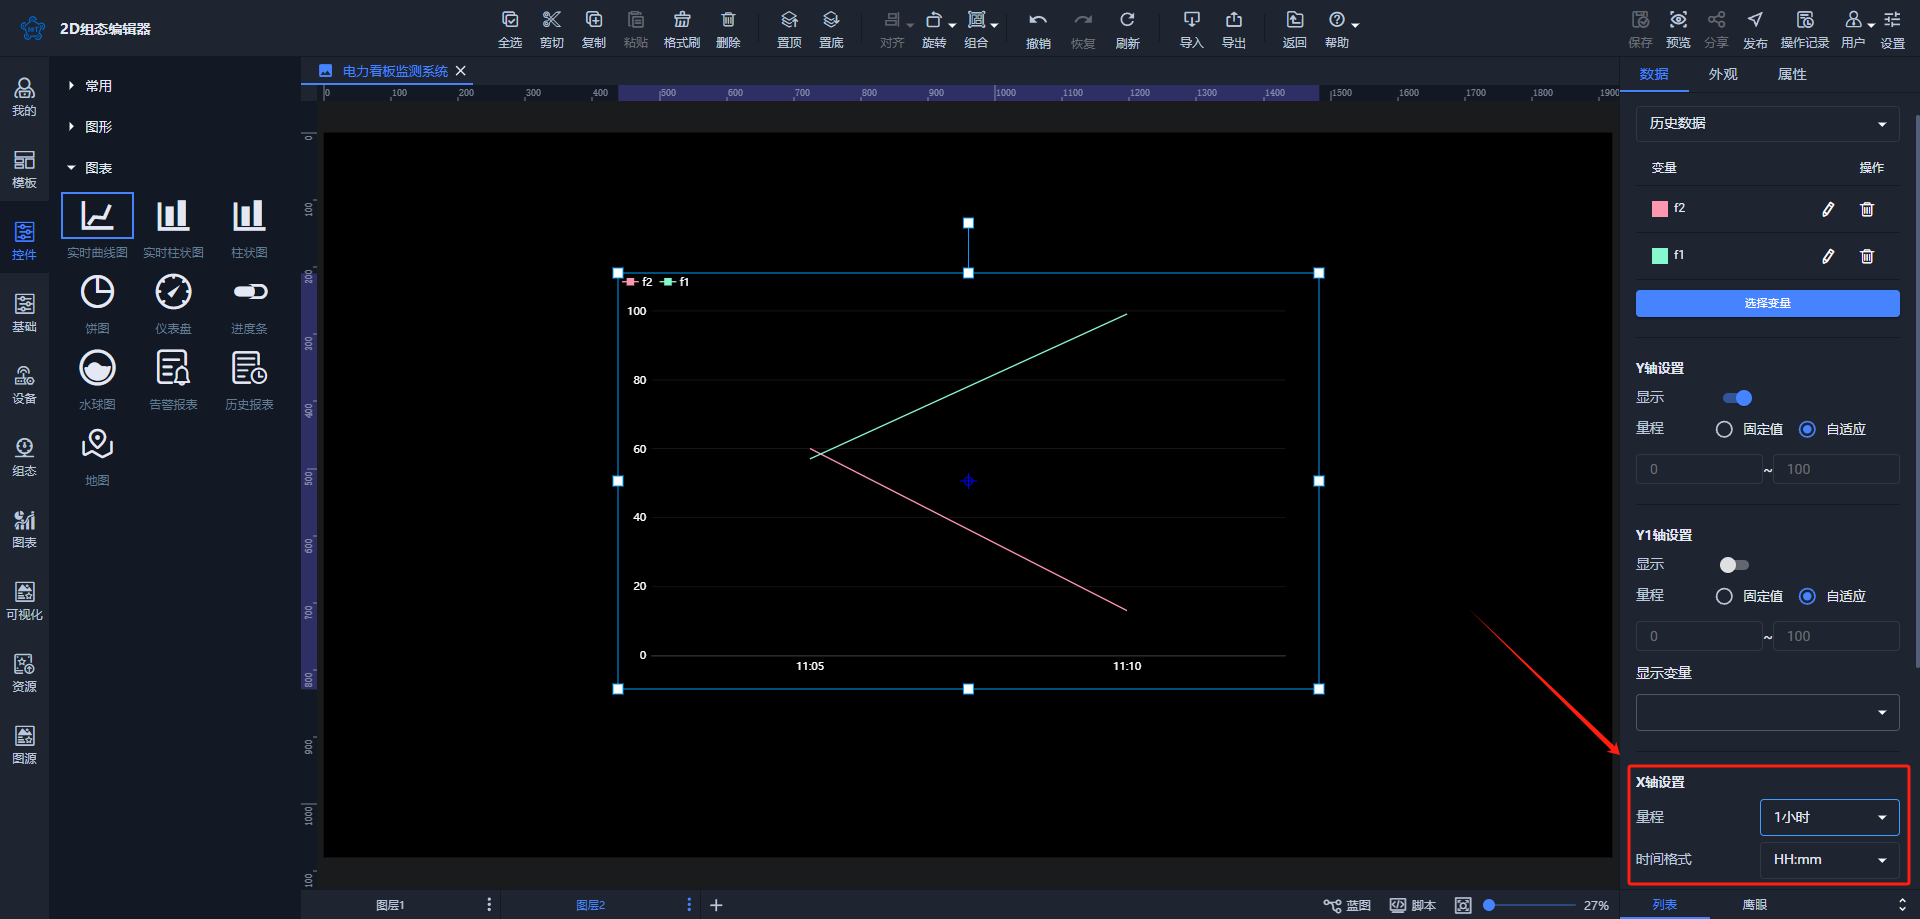 2D组态编辑器
全选 剪切 复制 粘贴 格式刷 删除 置顶 置底 对齐 旋转 组合 撤销 恢复 刷新 导入 导出 返回 帮助 保存 预览 分享 发布 操作记录 用户 设置
我的
模板
控件
基础
设备
组态
图表
可视化
资源
图源
常用
图形
图表
实时曲线图 实时柱状图 柱状图
饼图 仪表盘 进度条
水球图 告警报表 历史报表
地图
电力看板监测系统
0 100 200 300 400 500 600 700 800 900 1000 1100 1200 1300 1400 1500 1600 1700 1800 1900
0
100
200
300
400
500
600
700
800
900
1000
100
f2 f1
100
80
60
40
20
0
11:05 11:10
图层1 图层2
蓝图 脚本 27%
数据 外观 属性
历史数据
变量 操作
f2
f1
选择变量
Y轴设置
显示
量程 固定值 自适应
0 ~ 100
Y1轴设置
显示
量程 固定值 自适应
0 ~ 100
显示变量
X轴设置
量程 1小时
时间格式 HH:mm
列表 鹰眼